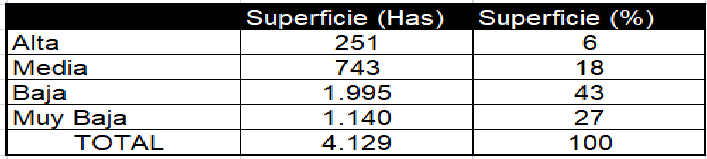 Superficie (Has) Superficie (%)
Alta 251 6
Media 743 18
Baja 1.995 43
Muy Baja 1.140 27
TOTAL 4.129 100